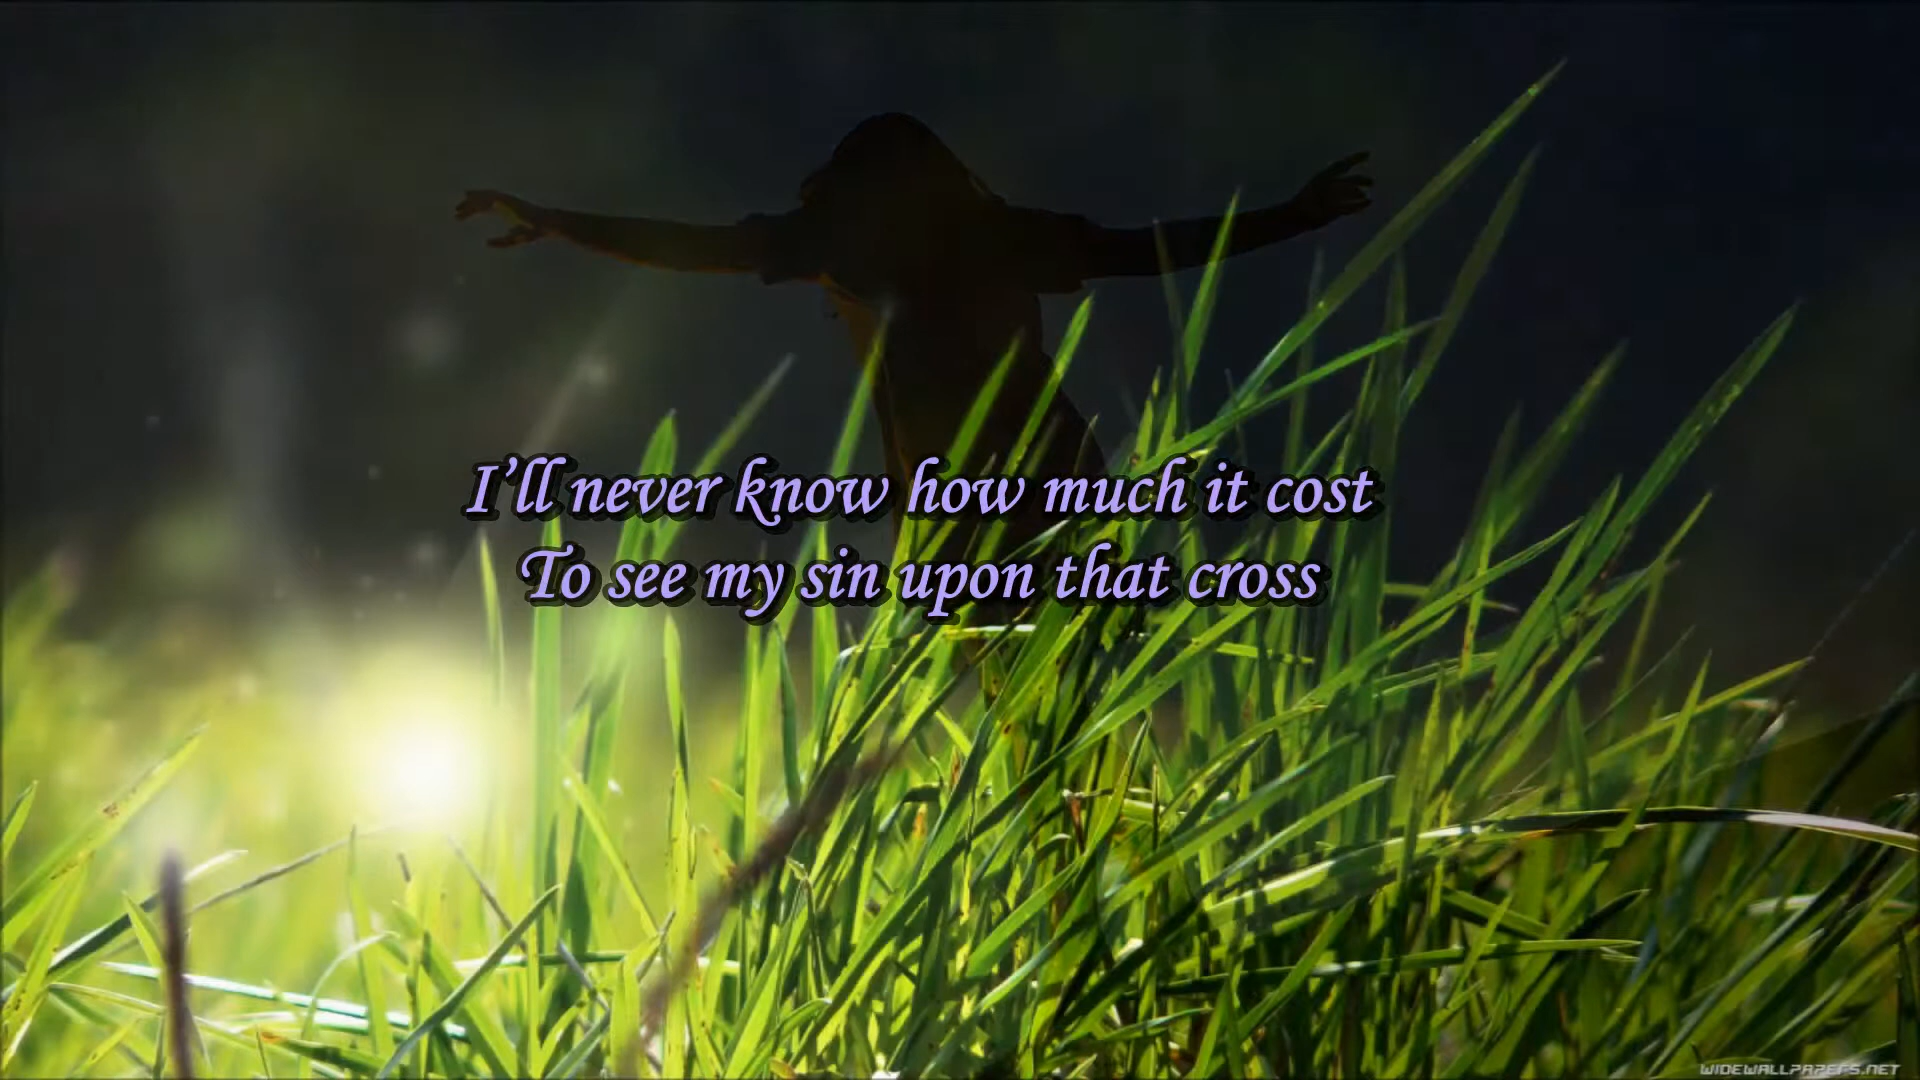 I’ll never know how much it cost
To see my sin upon that cross
WIDEWALLPAPERS.NET